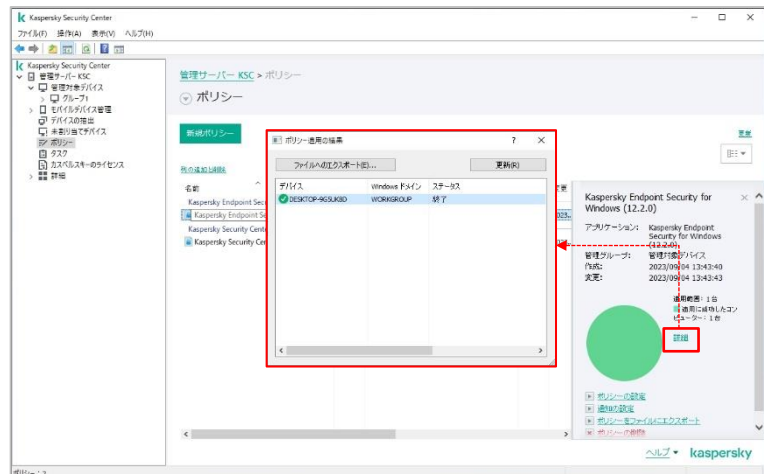 Kaspersky Security Center
ファイル(F) 操作(A) 表示(V) ヘルプ(H)
Kaspersky Security Center
管理サーバー KSC
管理対象デバイス
グループ1
モバイルデバイス管理
デバイスの検出
未割り当てデバイス
ポリシー
タスク
カスペルスキーのライセンス
詳細
管理サーバー KSC > ポリシー
ポリシー
新規ポリシー
更新
列の追加と削除
名前
Kaspersky Endpoint Sec
Kaspersky Endpoint Se
Kaspersky Security Cent
Kaspersky Security Cer
変更
023..
ポリシー適用の結果
? ×
ファイルへのエクスポート(E)...
更新(R)
デバイス Windows ドメイン ステータス
DESKTOP-9G5UK8D WORKGROUP 終了
Kaspersky Endpoint Security for
Windows (12.2.0)
アプリケーション: Kaspersky Endpoint
Security for Windows
(12.2.0)
管理グループ: 管理対象デバイス
作成: 2023/09/04 13:43:40
変更: 2023/09/04 13:43:43
適用範囲: 1台
適用に成功したコン
ピューター: 1台
詳細
ポリシーの設定
通知の設定
ポリシーをファイルにエクスポート
ポリシーの削除
ヘルプ
kaspersky